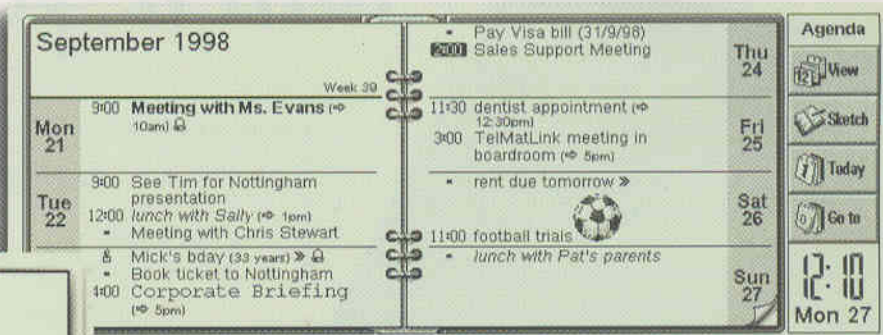 September 1998
Week 39
Mon
21
9:00 Meeting with Ms. Evans (➩
10am)
Tue
22
9:00 See Tim for Nottingham
presentation
12:00 lunch with Sally (➩ 1pm)
- Meeting with Chris Stewart
Mick's bday (33 years) »
- Book ticket to Nottingham
4:00 Corporate Briefing
(➩ 5pm)
- Pay Visa bill (31/9/98)
2:00 Sales Support Meeting
Thu
24
11:30 dentist appointment (➩
12:30pm)
3:00 TelMatLink meeting in
boardroom (➩ 5pm)
Fri
25
- rent due tomorrow »
11:00 football trials
Sat
26
- lunch with Pat's parents
Sun
27
Agenda
12
View
Sketch
1
Today
Go to
12:10
Mon 27